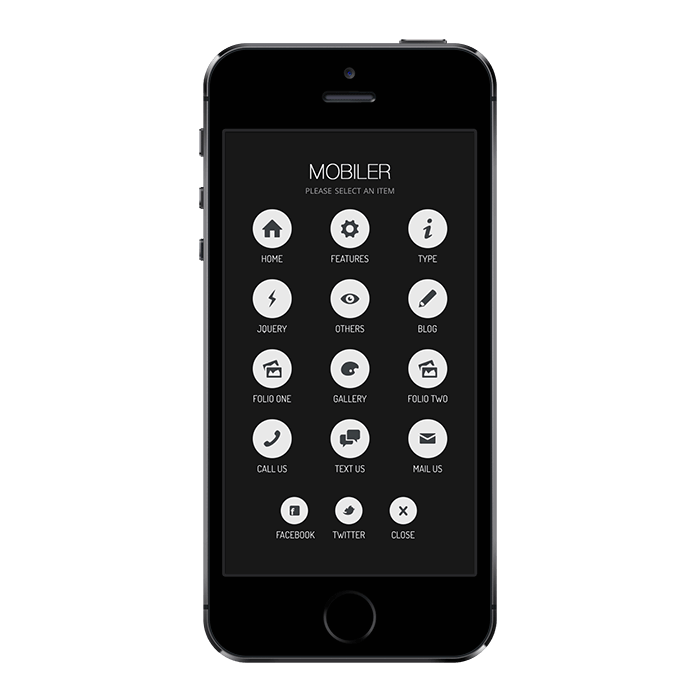 MOBILER
PLEASE SELECT AN ITEM
HOME FEATURES TYPE
JQUERY OTHERS BLOG
FOLIO ONE GALLERY FOLIO TWO
CALL US TEXT US MAIL US
FACEBOOK TWITTER CLOSE